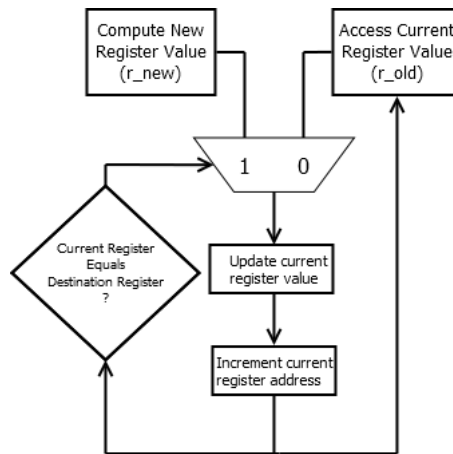 Compute New
Register Value
(r_new)
Access Current
Register Value
(r_old)
1 0
Current Register
Equals
Destination Register
?
Update current
register value
Increment current
register address